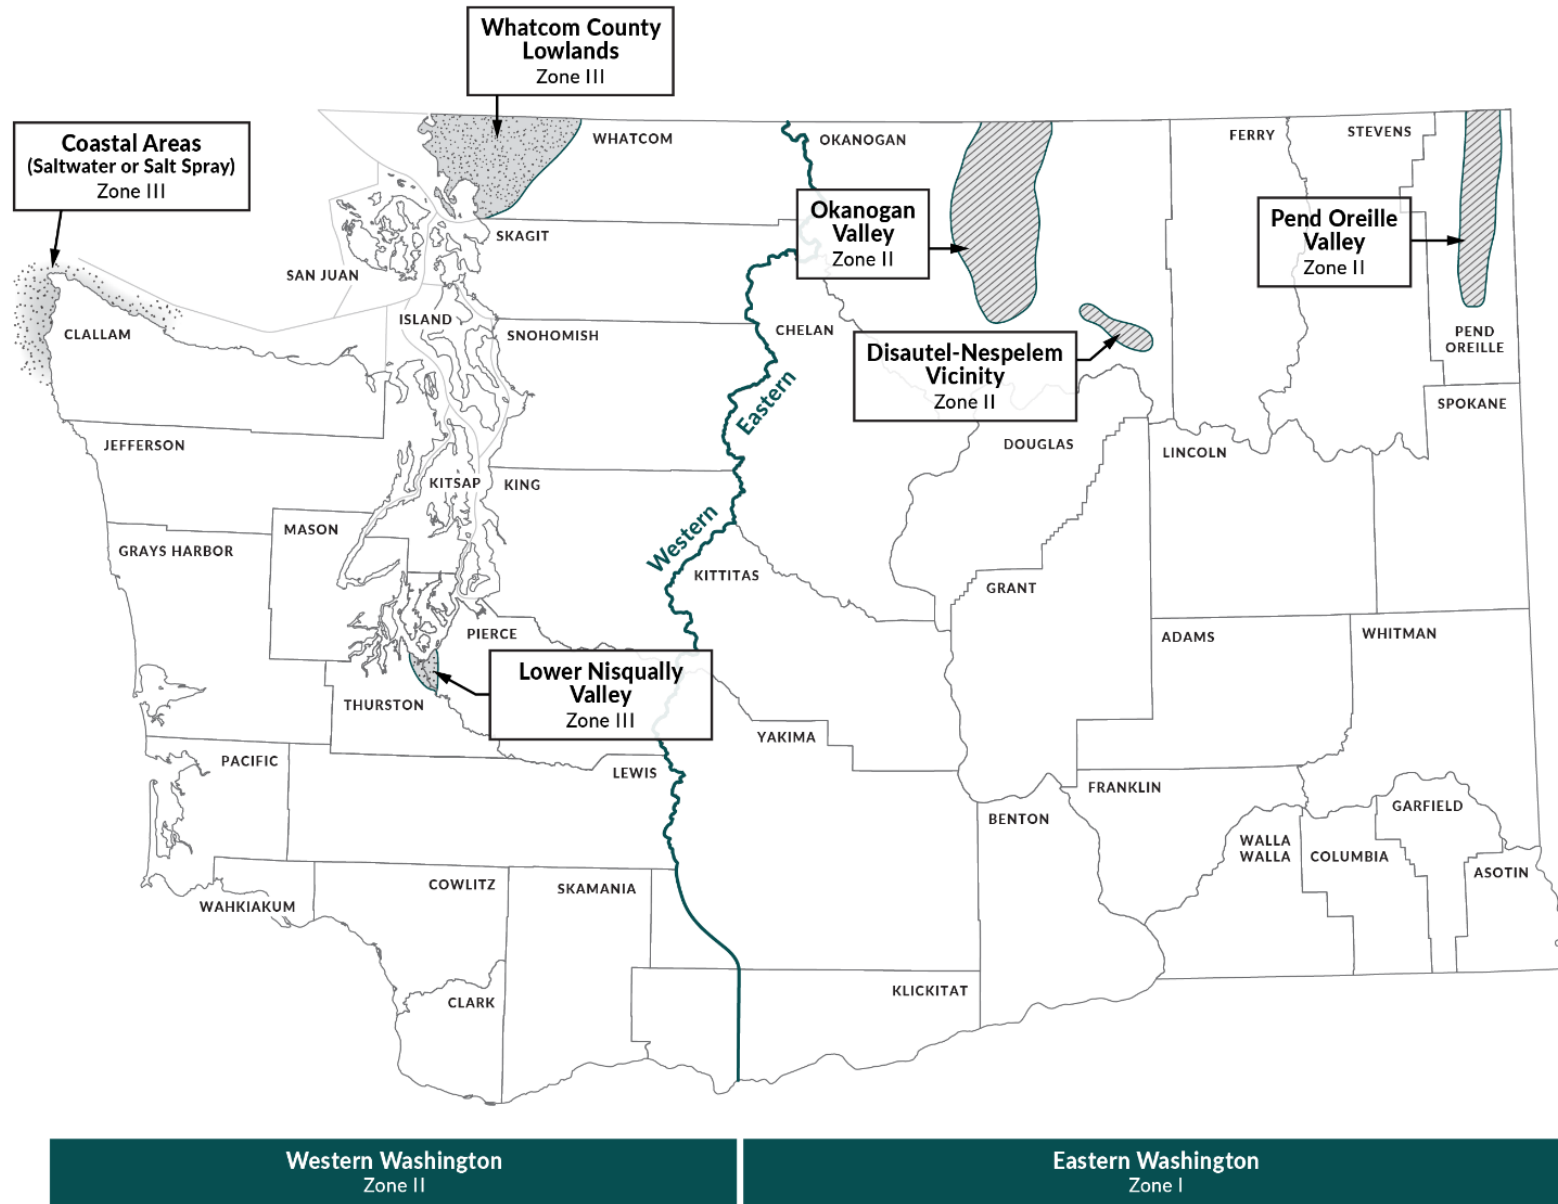 Whatcom County
Lowlands
Zone III
Coastal Areas
(Saltwater or Salt Spray)
Zone III
WHATCOM
OKANOGAN
FERRY
STEVENS
Okanogan
Valley
Zone II
Pend Oreille
Valley
Zone II
SKAGIT
SAN JUAN
ISLAND
SNOHOMISH
CLALLAM
CHELAN
PEND
OREILLE
Disautel-Nespelem
Vicinity
Zone II
Eastern
SPOKANE
JEFFERSON
DOUGLAS
LINCOLN
KITSAP
KING
MASON
GRAYS HARBOR
Western
KITTITAS
GRANT
PIERCE
ADAMS
WHITMAN
Lower Nisqually
Valley
Zone III
THURSTON
YAKIMA
PACIFIC
LEWIS
FRANKLIN
BENTON
GARFIELD
WALLA
WALLA
COLUMBIA
ASOTIN
COWLITZ
SKAMANIA
WAHKIAKUM
CLARK
KLICKITAT
Western Washington
Zone II
Eastern Washington
Zone I